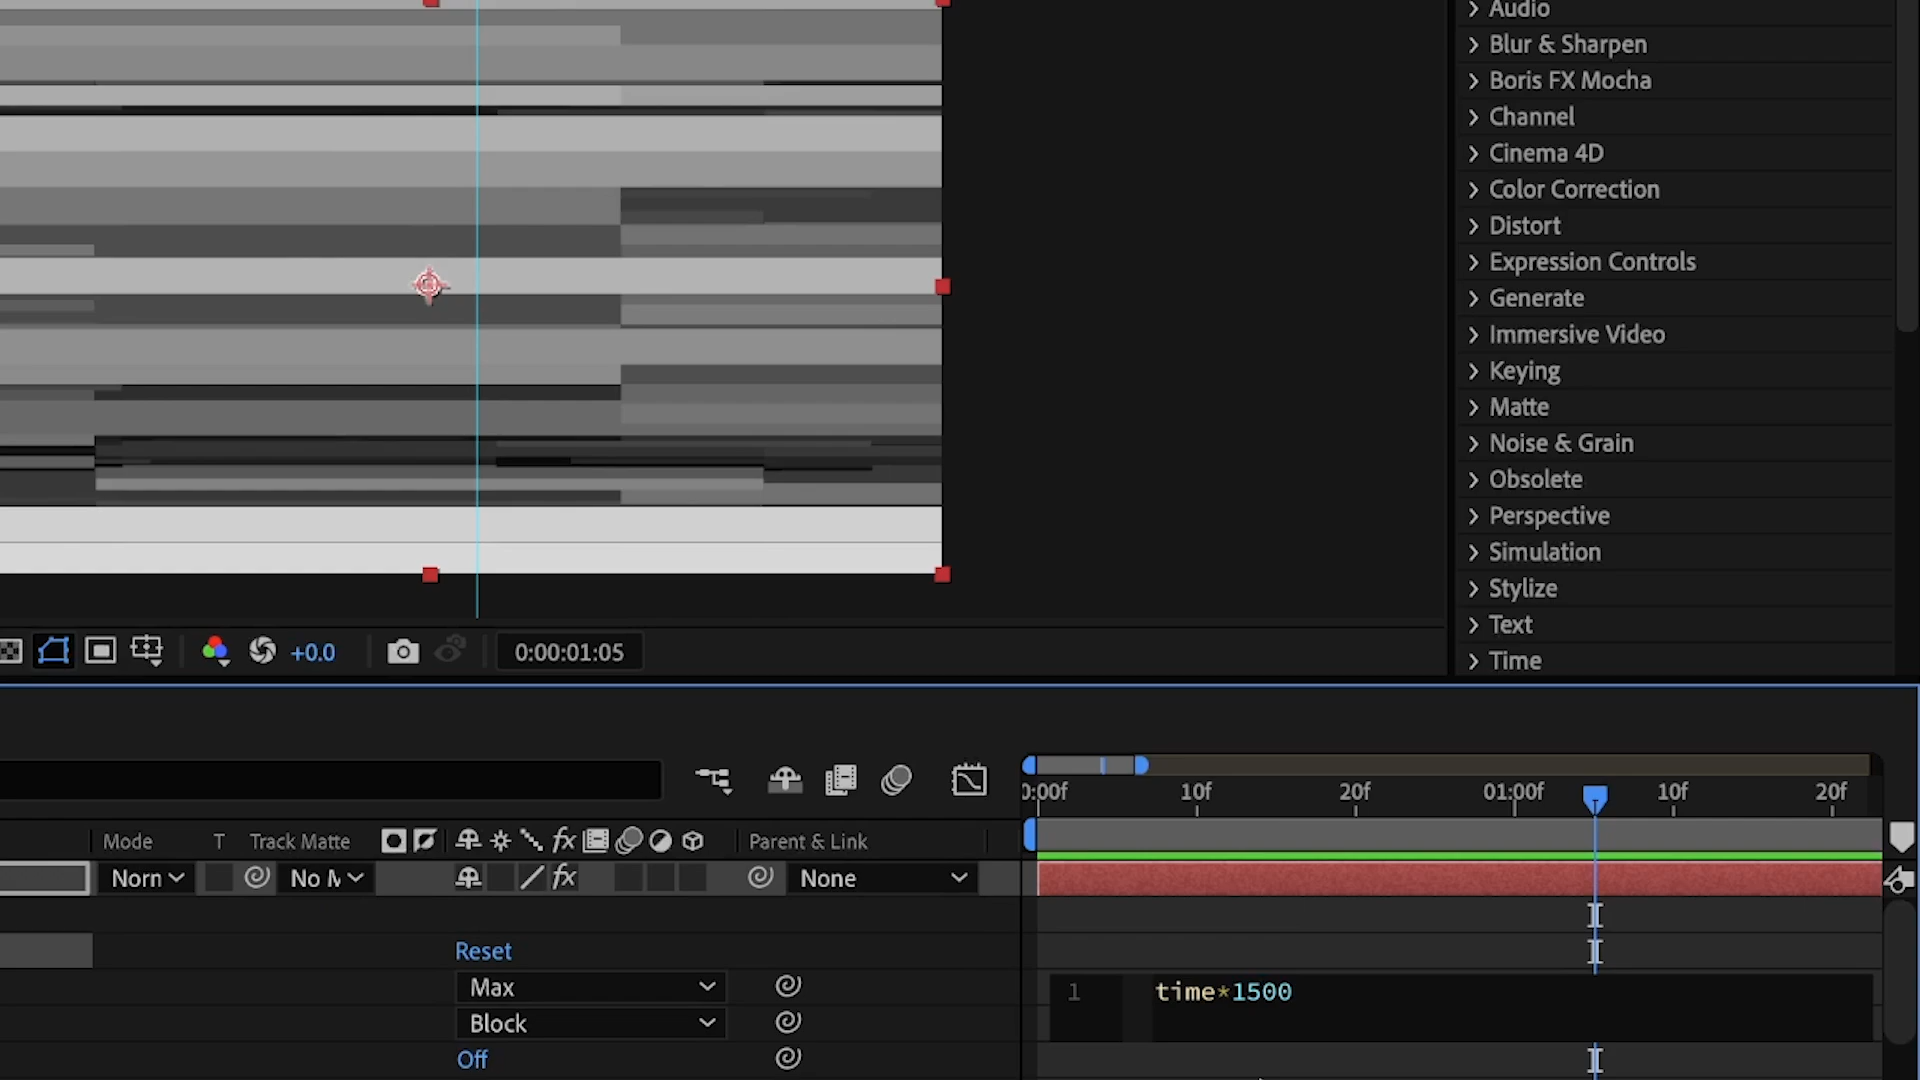 Audio
Blur & Sharpen
Boris FX Mocha
Channel
Cinema 4D
Color Correction
Distort
Expression Controls
Generate
Immersive Video
Keying
Matte
Noise & Grain
Obsolete
Perspective
Simulation
Stylize
Text
Time
+0.0
0:00:01:05
0:00f 10f 20f 01:00f 10f 20f
Mode T Track Matte fx Parent & Link
Norn No M fx None
Reset
Max
1 time*1500
Block
Off